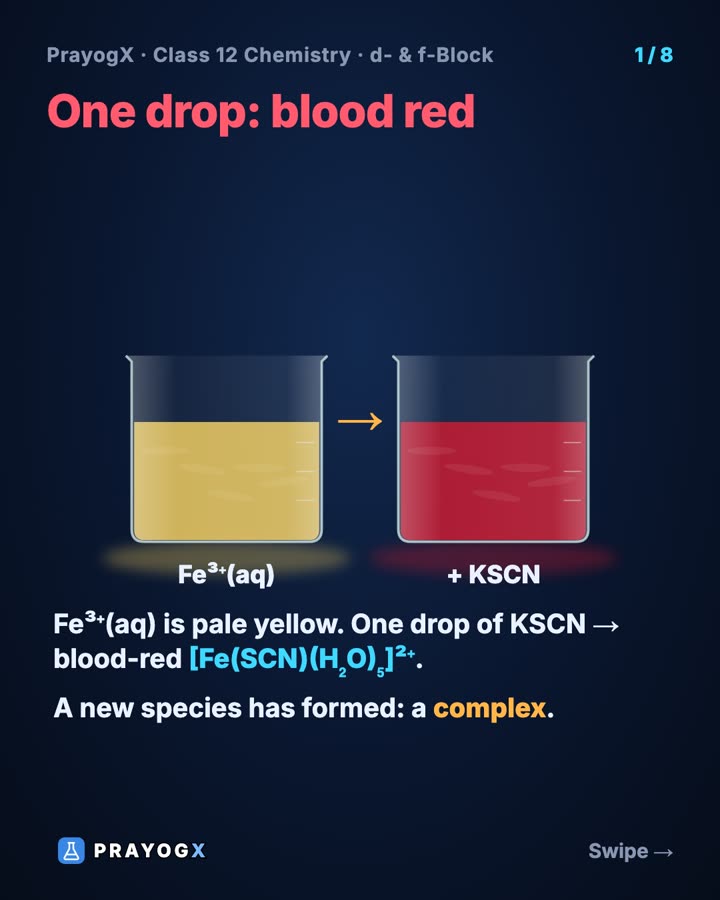 PrayogX · Class 12 Chemistry · d- & f-Block
1 / 8
One drop: blood red
→
Fe³⁺(aq)
+ KSCN
Fe³⁺(aq) is pale yellow. One drop of KSCN →
blood-red [Fe(SCN)(H₂O)₅]²⁺.
A new species has formed: a complex.
PRAYOGX
Swipe →